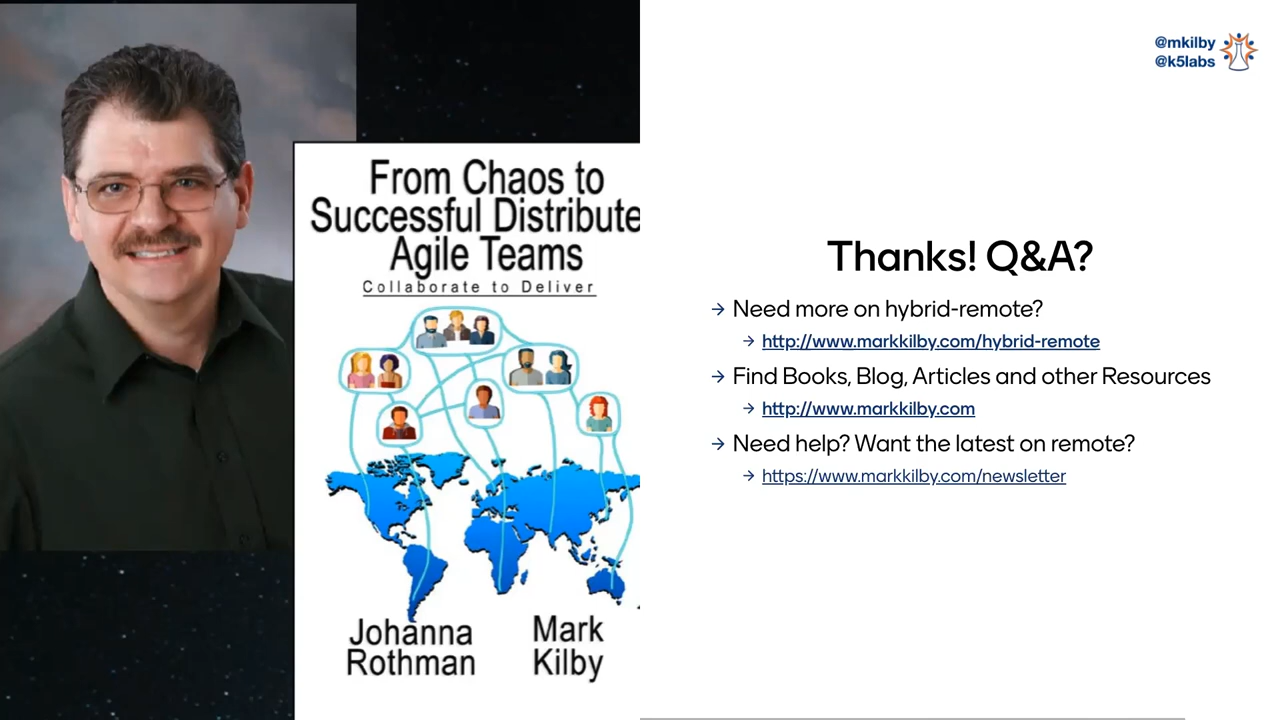 From Chaos to
Successful Distribute
Agile Teams
Collaborate to Deliver
Johanna
Rothman
Mark
Kilby
@mkilby
@k5labs
Thanks! Q&A?
→ Need more on hybrid-remote?
→ http://www.markkilby.com/hybrid-remote
→ Find Books, Blog, Articles and other Resources
→ http://www.markkilby.com
→ Need help? Want the latest on remote?
→ https://www.markkilby.com/newsletter